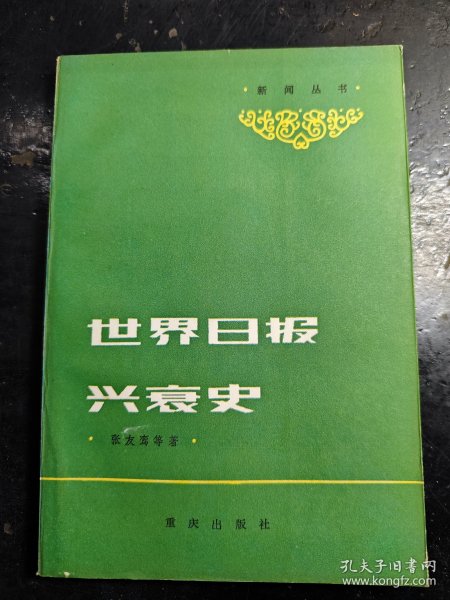 ·新闻丛书·
世界日报
兴衰史
·张友鸾等著·
重庆出版社
孔夫子旧书网
www.kongfz.com